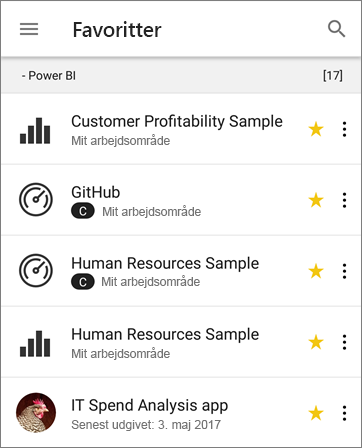 Favoritter
- Power BI [17]
Customer Profitability Sample
Mit arbejdsområde
GitHub
C Mit arbejdsområde
Human Resources Sample
C Mit arbejdsområde
Human Resources Sample
Mit arbejdsområde
IT Spend Analysis app
Senest udgivet: 3. maj 2017